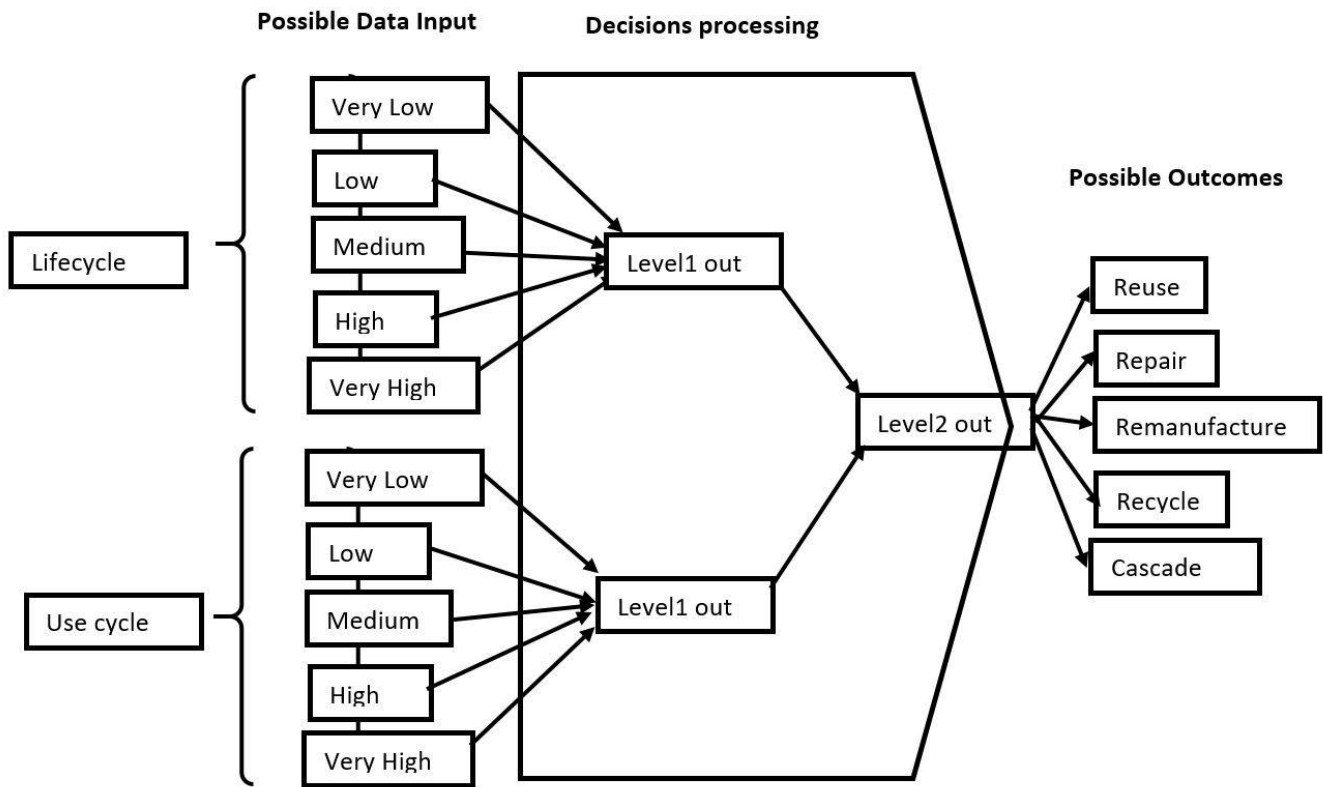 Possible Data Input
Decisions processing
Possible Outcomes
Lifecycle
Very Low
Low
Medium
High
Very High
Level1 out
Use cycle
Very Low
Low
Medium
High
Very High
Level1 out
Level2 out
Reuse
Repair
Remanufacture
Recycle
Cascade